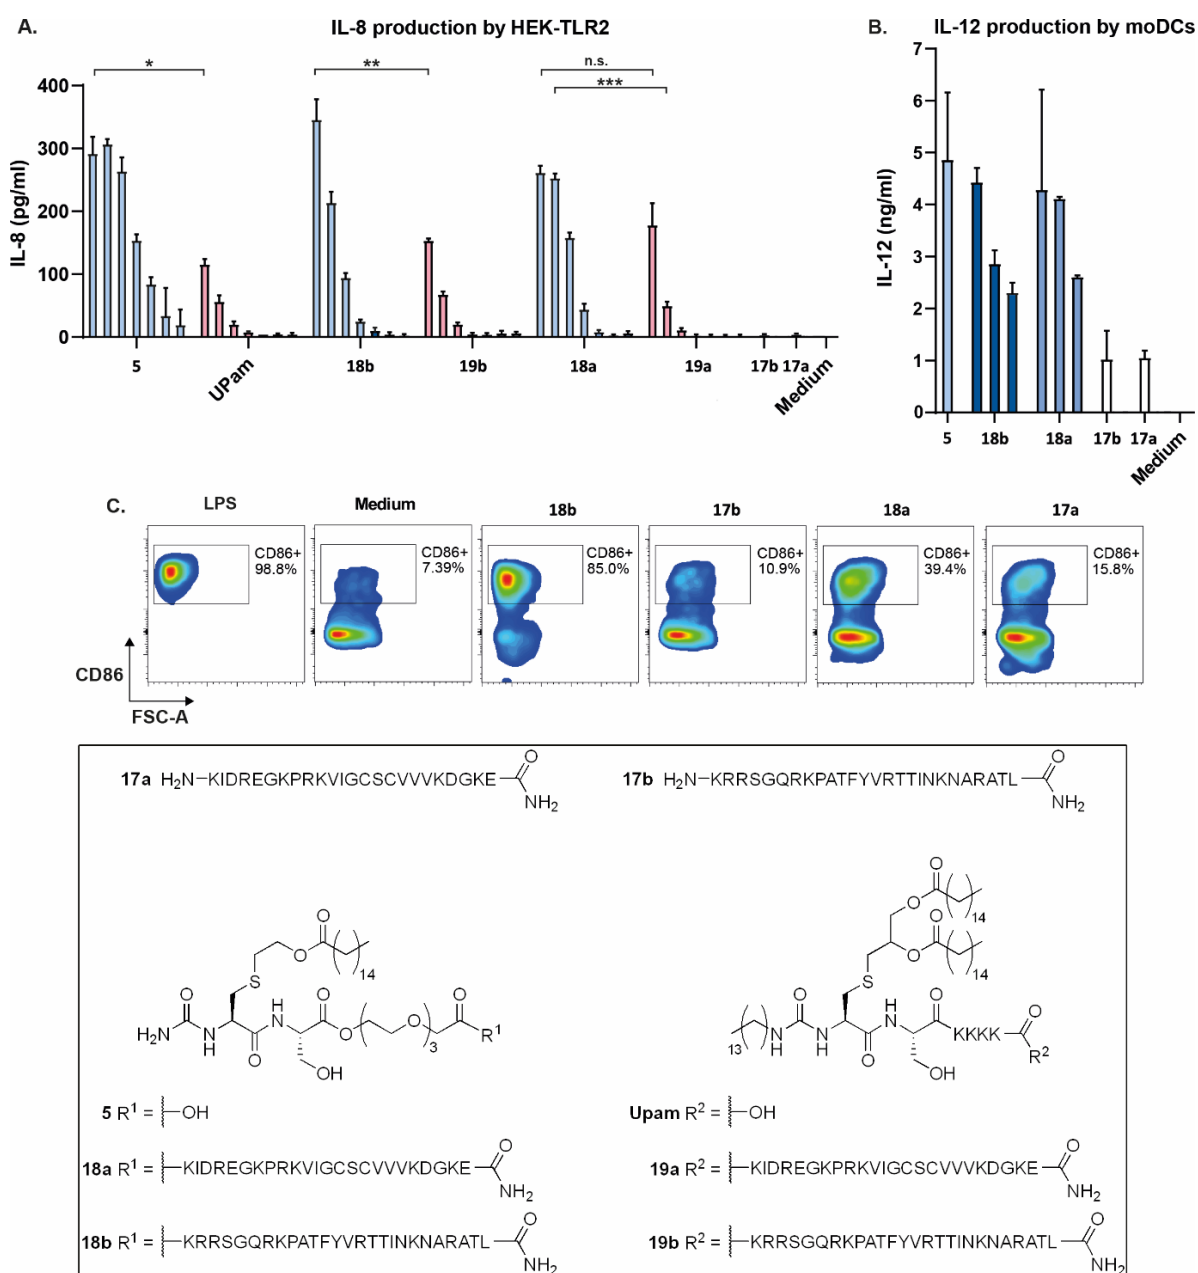 A.
IL-8 production by HEK-TLR2
*
**
n.s.
***
IL-8 (pg/ml)
400
300
200
100
0
5
UPam
18b
19b
18a
19a
17b
17a
Medium
B.
IL-12 production by moDCs
IL-12 (ng/ml)
7
6
5
4
3
2
1
0
5
18b
18a
17b
17a
Medium
C.
LPS
CD86+
98.8%
Medium
CD86+
7.39%
18b
CD86+
85.0%
17b
CD86+
10.9%
18a
CD86+
39.4%
17a
CD86+
15.8%
CD86
FSC-A
17a H2N-KIDREGKPRKVIGCSCVVVKDGKE
O
NH2
17b H2N-KRRSGQRKPATFYVRTTINKNARATL
O
NH2
O
O
14
S
O
H2N
N
H
O
H
N
O
O
O
3
O
R1
OH
O
O
14
O
O
14
S
13
N
H
O
N
H
O
H
N
O
KKKK
O
R2
OH
5 R1 = OH
Upam R2 = OH
18a R1 = KIDREGKPRKVIGCSCVVVKDGKE
O
NH2
19a R2 = KIDREGKPRKVIGCSCVVVKDGKE
O
NH2
18b R1 = KRRSGQRKPATFYVRTTINKNARATL
O
NH2
19b R2 = KRRSGQRKPATFYVRTTINKNARATL
O
NH2